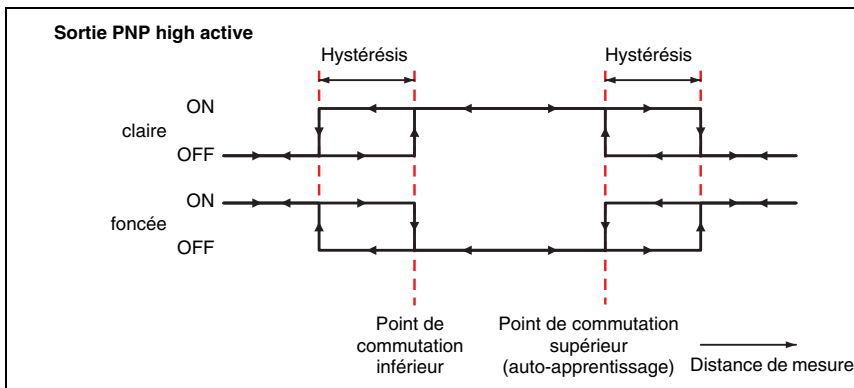 Sortie PNP high active
Hystérésis
Hystérésis
ON
claire
OFF
ON
foncée
OFF
Point de
commutation
inférieur
Point de commutation
supérieur
(auto-apprentissage)
Distance de mesure